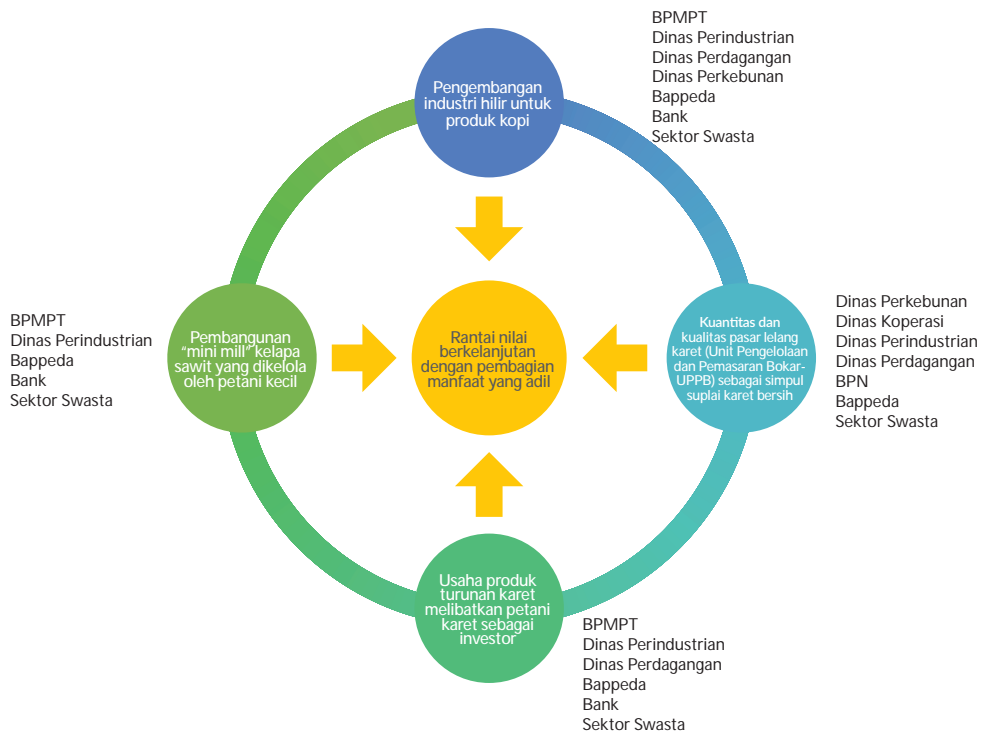 BPMPT
Dinas Perindustrian
Dinas Perdagangan
Dinas Perkebunan
Bappeda
Bank
Sektor Swasta
Pengembangan
industri hilir untuk
produk kopi
BPMPT
Dinas Perindustrian
Bappeda
Bank
Sektor Swasta
Pembangunan
"mini mill" kelapa
sawit yang dikelola
oleh petani kecil
Rantai nilai
berkelanjutan
dengan pembagian
manfaat yang adil
Kuantitas dan
kualitas pasar lelang
karet (Unit Pengelolaan
dan Pemasaran Bokar-
UPPB) sebagai simpul
suplai karet bersih
Dinas Perkebunan
Dinas Koperasi
Dinas Perindustrian
Dinas Perdagangan
BPN
Bappeda
Sektor Swasta
Usaha produk
turunan karet
melibatkan petani
karet sebagai
investor
BPMPT
Dinas Perindustrian
Dinas Perdagangan
Bappeda
Bank
Sektor Swasta